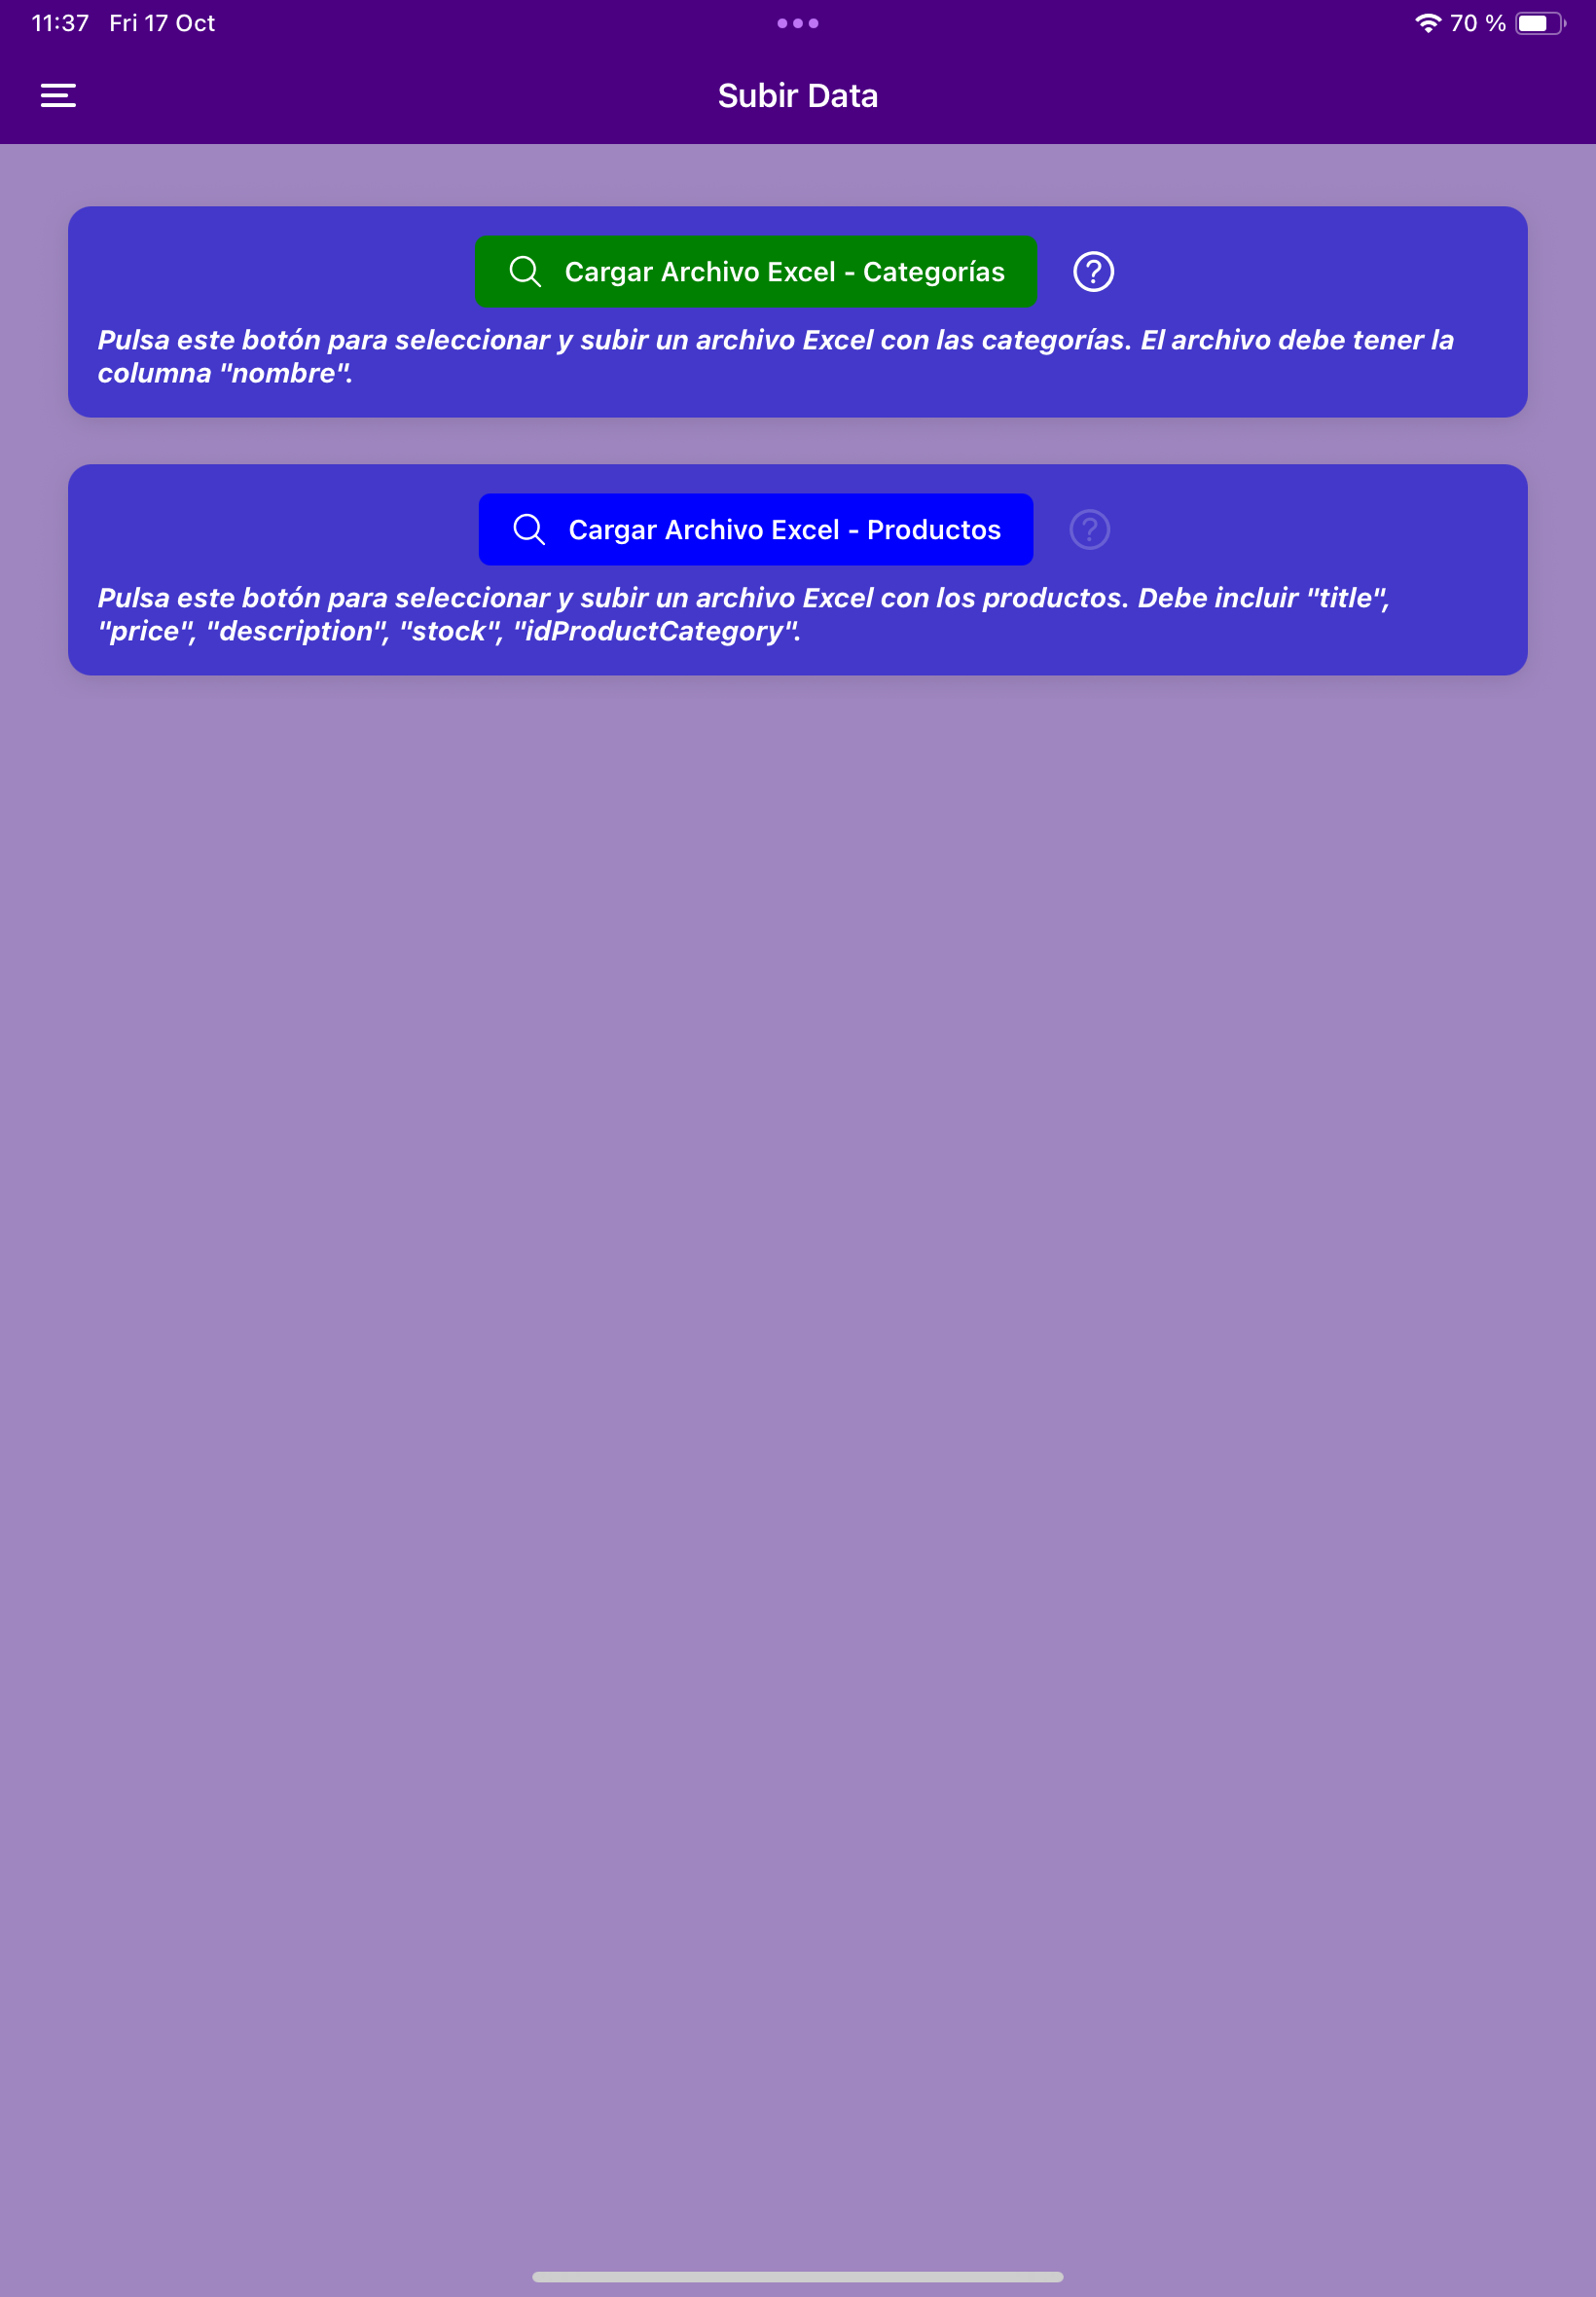 11:37 Fri 17 Oct
70 %
Subir Data
Cargar Archivo Excel - Categorías
Pulsa este botón para seleccionar y subir un archivo Excel con las categorías. El archivo debe tener la
columna "nombre".
Cargar Archivo Excel - Productos
Pulsa este botón para seleccionar y subir un archivo Excel con los productos. Debe incluir "title",
"price", "description", "stock", "idProductCategory".